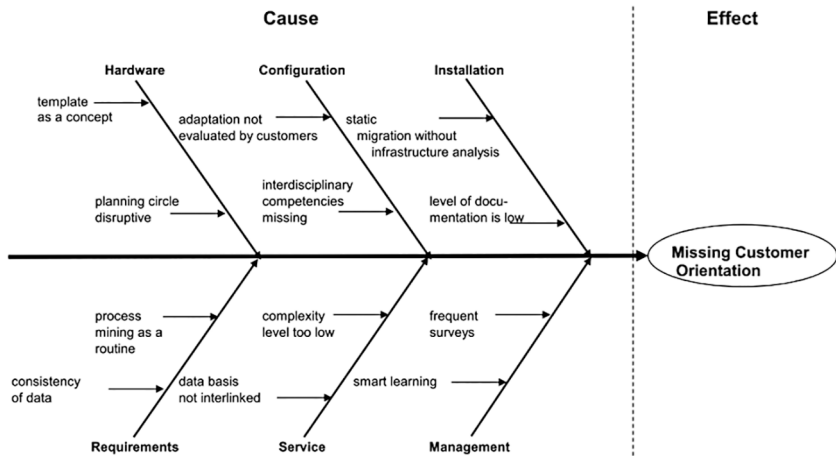 Cause
Effect
Hardware
Configuration
Installation
template
as a concept
adaptation not
evaluated by customers
static
migration without
infrastructure analysis
planning circle
disruptive
interdisciplinary
competencies
missing
level of docu-
mentation is low
Missing Customer
Orientation
process
mining as a
routine
complexity
level too low
frequent
surveys
consistency
of data
data basis
not interlinked
smart learning
Requirements
Service
Management